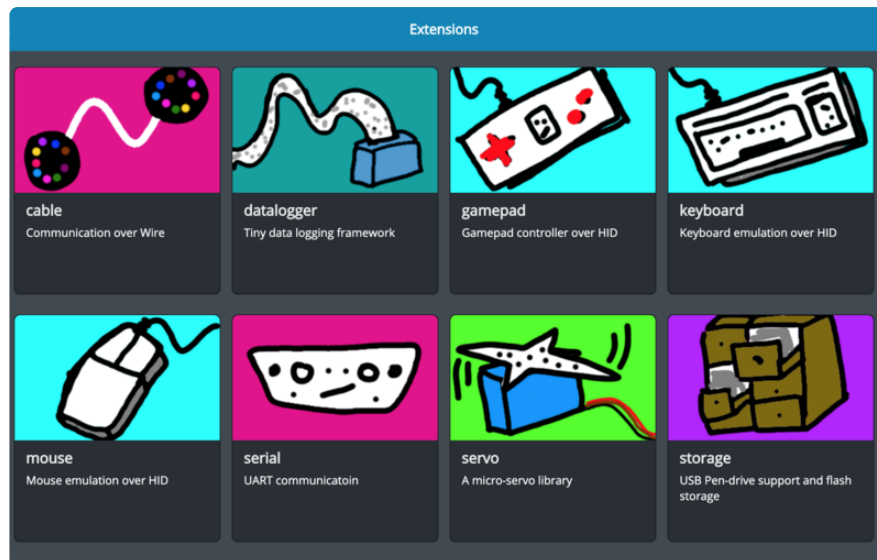 Extensions
cable
Communication over Wire
datalogger
Tiny data logging framework
gamepad
Gamepad controller over HID
keyboard
Keyboard emulation over HID
mouse
Mouse emulation over HID
serial
UART communicatoin
servo
A micro-servo library
storage
USB Pen-drive support and flash
storage